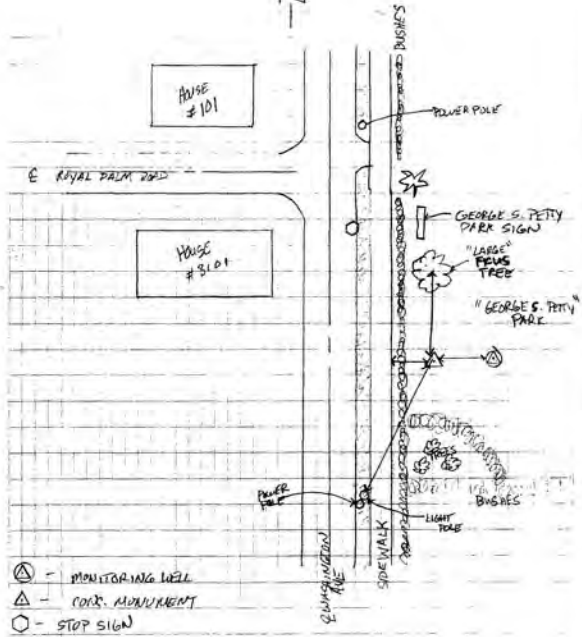 BUSHES
HOUSE
#101
POWER POLE
℄ ROYAL PALM ROAD
GEORGE S. PETTY
PARK SIGN
HOUSE
#3101
"LARGE"
FICUS
TREE
"GEORGE S. PETTY
PARK
TREES
BUSHES
POWER
POLE
LIGHT
POLE
℄ WASHINGTON
AVE
SIDEWALK
- MONITORING WELL
- CONC. MONUMENT
- STOP SIGN